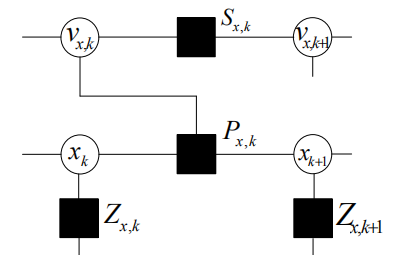 v_{x,k} S_{x,k} v_{x,k+1}
P_{x,k}
x_k x_{k+1}
Z_{x,k} Z_{x,k+1}